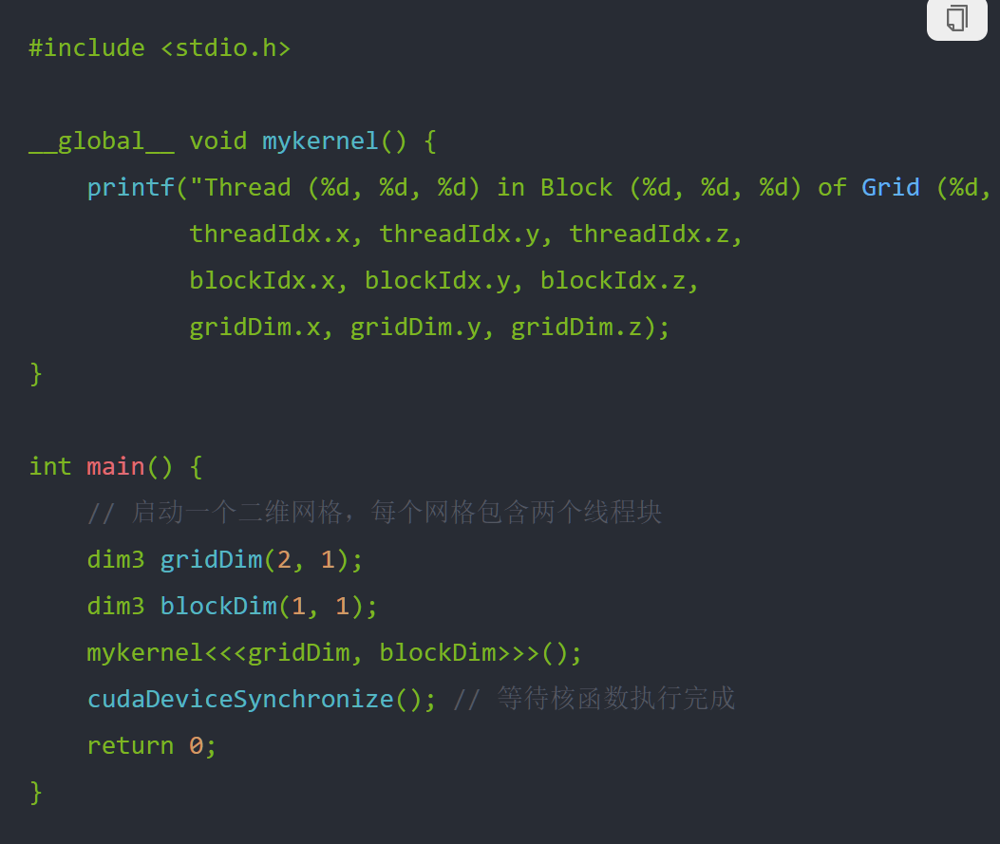 #include <stdio.h>
__global__ void mykernel() {
    printf("Thread (%d, %d, %d) in Block (%d, %d, %d) of Grid (%d,
           threadIdx.x, threadIdx.y, threadIdx.z,
           blockIdx.x, blockIdx.y, blockIdx.z,
           gridDim.x, gridDim.y, gridDim.z);
}
int main() {
    // 启动一个二维网格，每个网格包含两个线程块
    dim3 gridDim(2, 1);
    dim3 blockDim(1, 1);
    mykernel<<<gridDim, blockDim>>>();
    cudaDeviceSynchronize(); // 等待核函数执行完成
    return 0;
}